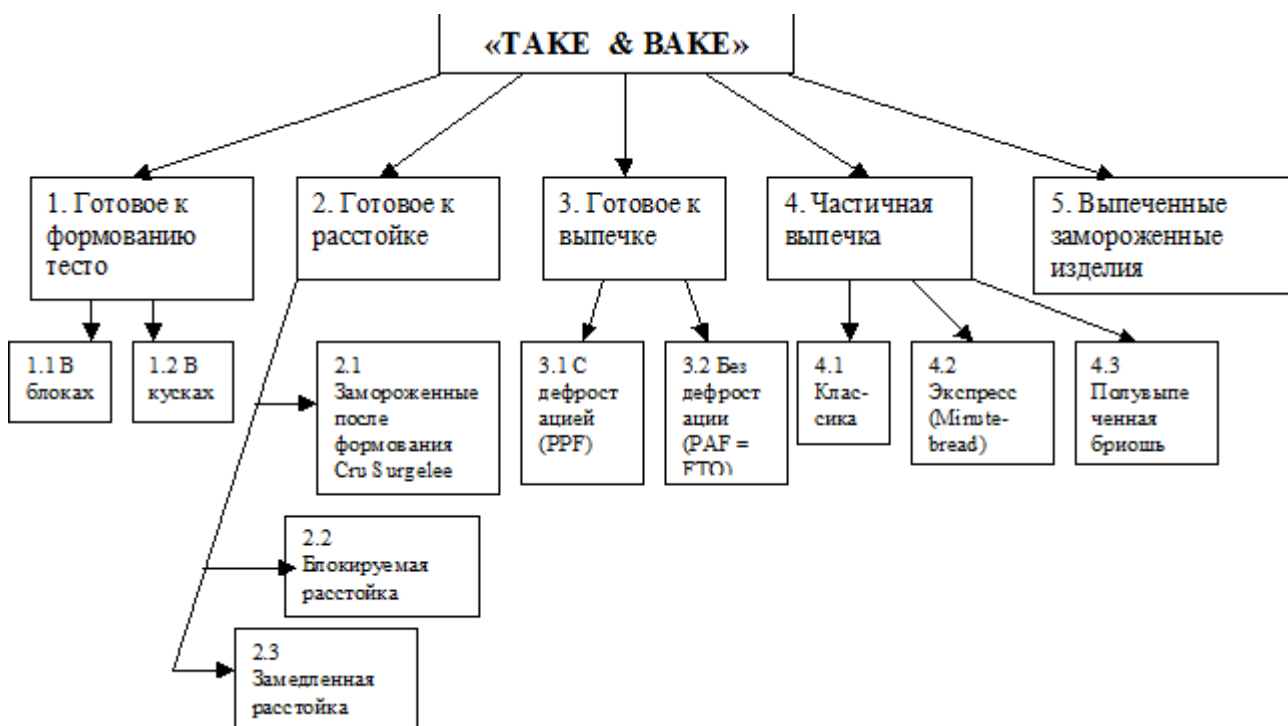 «TAKE & BAKE»
1. Готовое к
формованию
тесто
2. Готовое к
расстойке
3. Готовое к
выпечке
4. Частичная
выпечка
5. Выпеченные
замороженные
изделия
1.1 В
блоках
1.2 В
кусках
2.1
Замороженные
после
формования
Cru Surgelee
3.1 С
дефрост
ацией
(PPF)
3.2 Без
дефрост
ации
(PAF =
FTO)
4.1
Клас-
сика
4.2
Экспресс
(Minute-
bread)
4.3
Полувыпе
ченная
бриошь
2.2
Блокируемая
расстойка
2.3
Замедленная
расстойка